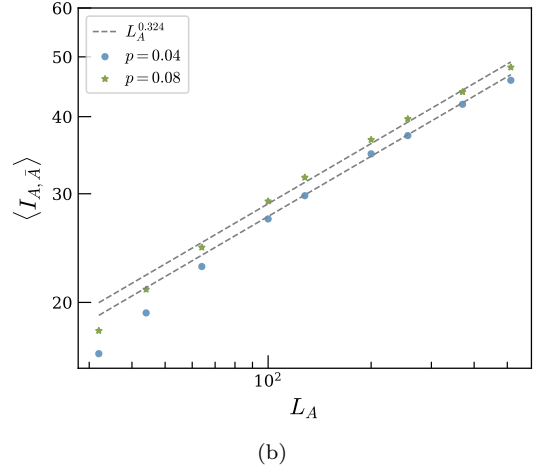 60
50
40
30
20
⟨I_{A, Ā}⟩
L_A^{0.324}
p = 0.04
p = 0.08
10^2
L_A
(b)